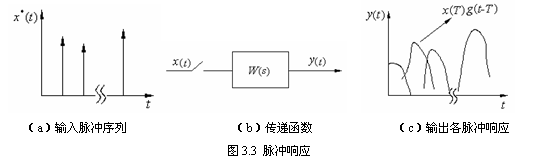 x*(t)
t
(a)输入脉冲序列
x(t)
W(s)
y(t)
(b)传递函数
y(t)
x(T)g(t-T)
t
(c)输出各脉冲响应
图3.3 脉冲响应